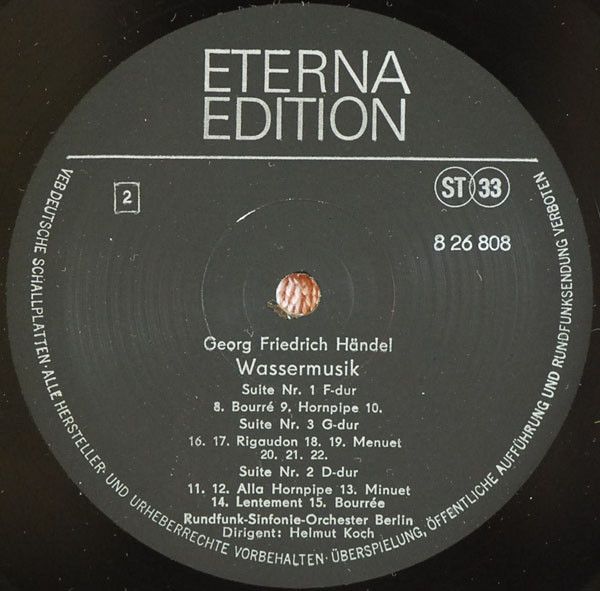 ETERNA
EDITION
2
ST 33
8 26 808
Georg Friedrich Händel
Wassermusik
Suite Nr. 1 F-dur
8. Bourré 9. Hornpipe 10.
Suite Nr. 3 G-dur
16. 17. Rigaudon 18. 19. Menuet
20. 21. 22.
Suite Nr. 2 D-dur
11. 12. Alla Hornpipe 13. Minuet
14. Lentement 15. Bourrée
Rundfunk-Sinfonie-Orchester Berlin
Dirigent: Helmut Koch
VEB DEUTSCHE SCHALLPLATTEN · ALLE HERSTELLER- UND URHEBERRECHTE VORBEHALTEN · ÜBERSPIELUNG, ÖFFENTLICHE AUFFÜHRUNG UND RUNDFUNKSENDUNG VERBOTEN